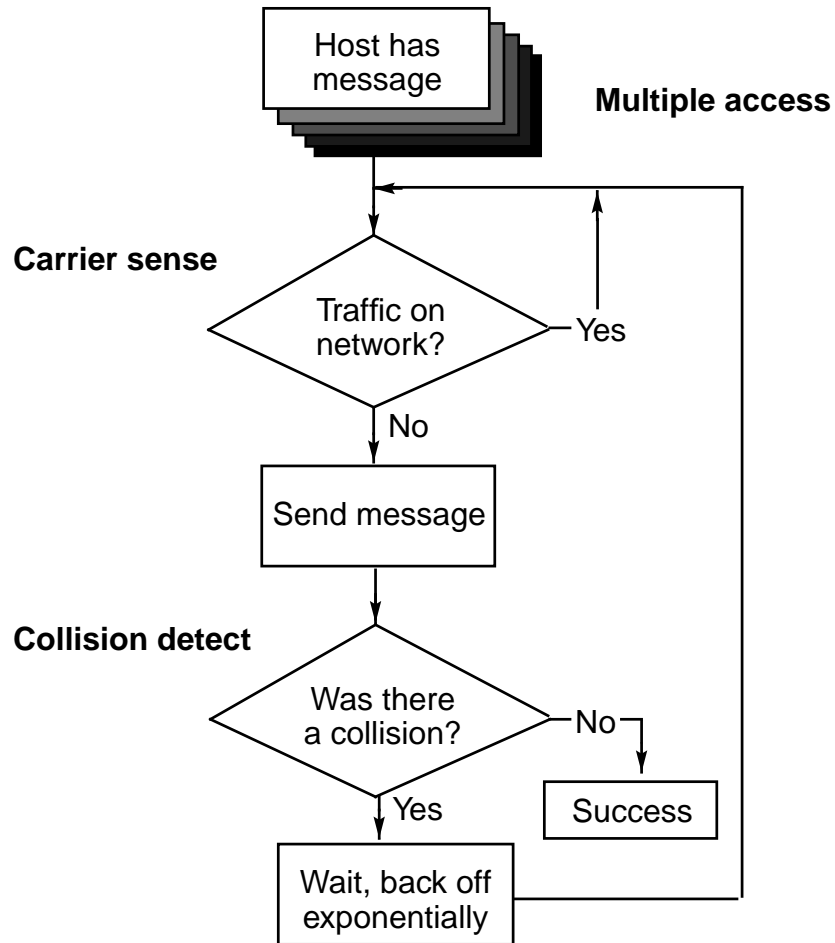 Host has
message
Multiple access
Carrier sense
Traffic on
network?
Yes
No
Send message
Collision detect
Was there
a collision?
No
Yes
Success
Wait, back off
exponentially